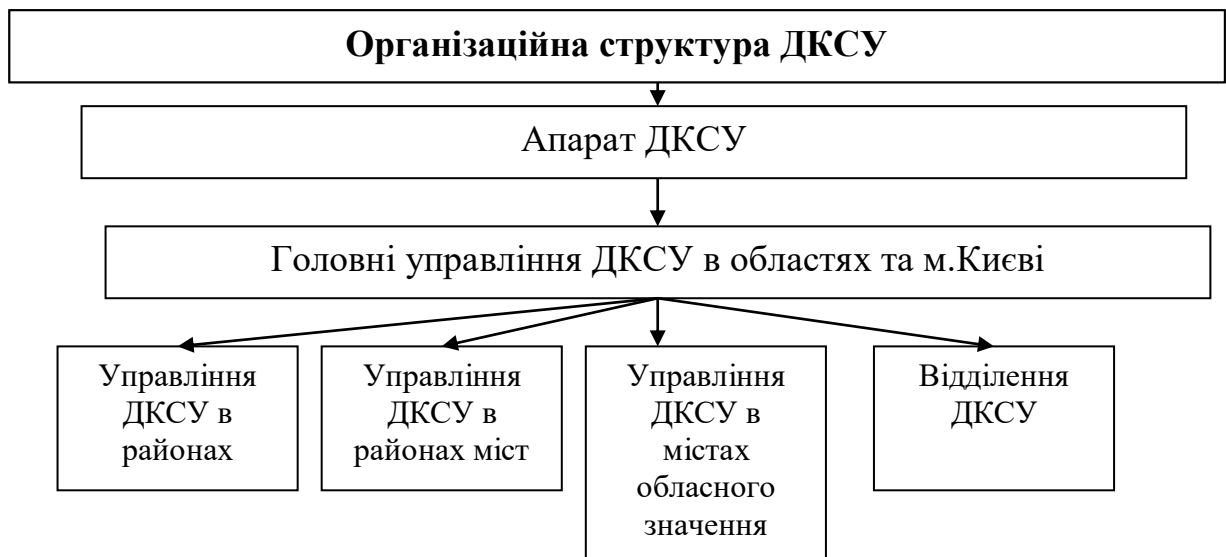 Організаційна структура ДКСУ
Апарат ДКСУ
Головні управління ДКСУ в областях та м.Києві
Управління
ДКСУ в
районах
Управління
ДКСУ в
районах міст
Управління
ДКСУ в
містах
обласного
значення
Відділення
ДКСУ